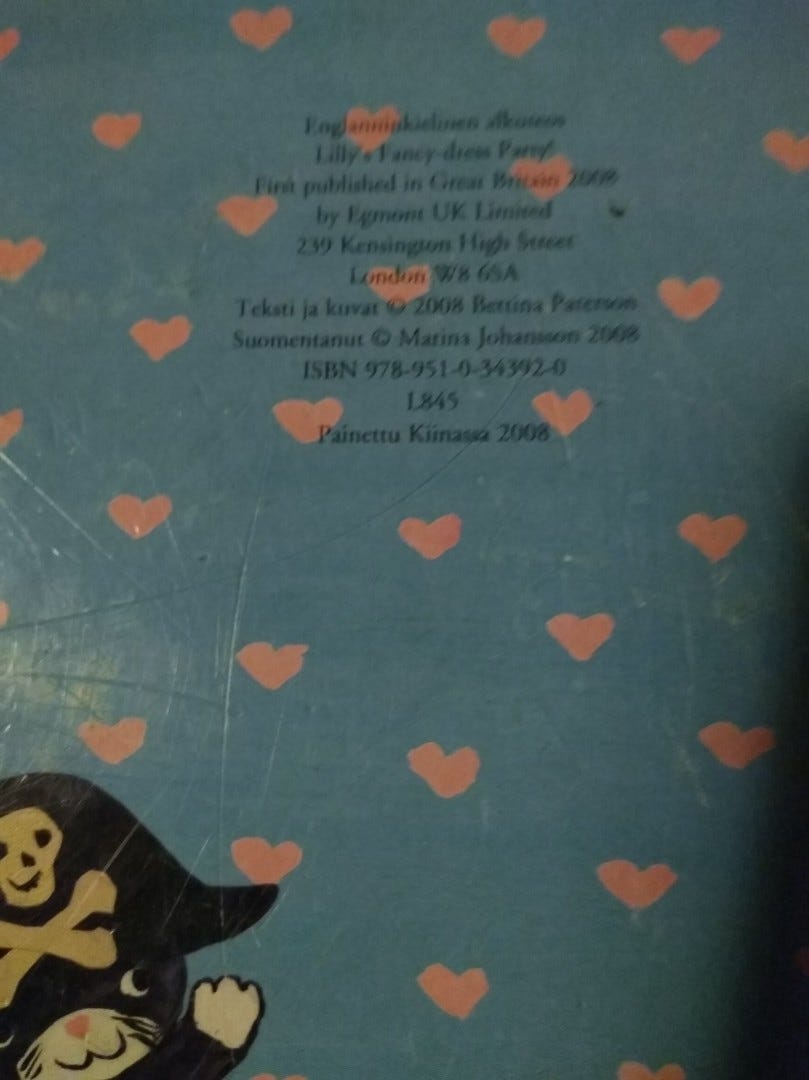 Englanninkielinen alkuteos
Lilly's Fancy-dress Party!
First published in Great Britain 2008
by Egmont UK Limited
239 Kensington High Street
London W8 6SA
Teksti ja kuvat © 2008 Bettina Paterson
Suomentanut © Marina Johansson 2008
ISBN 978-951-0-34392-0
L845
Painettu Kiinassa 2008